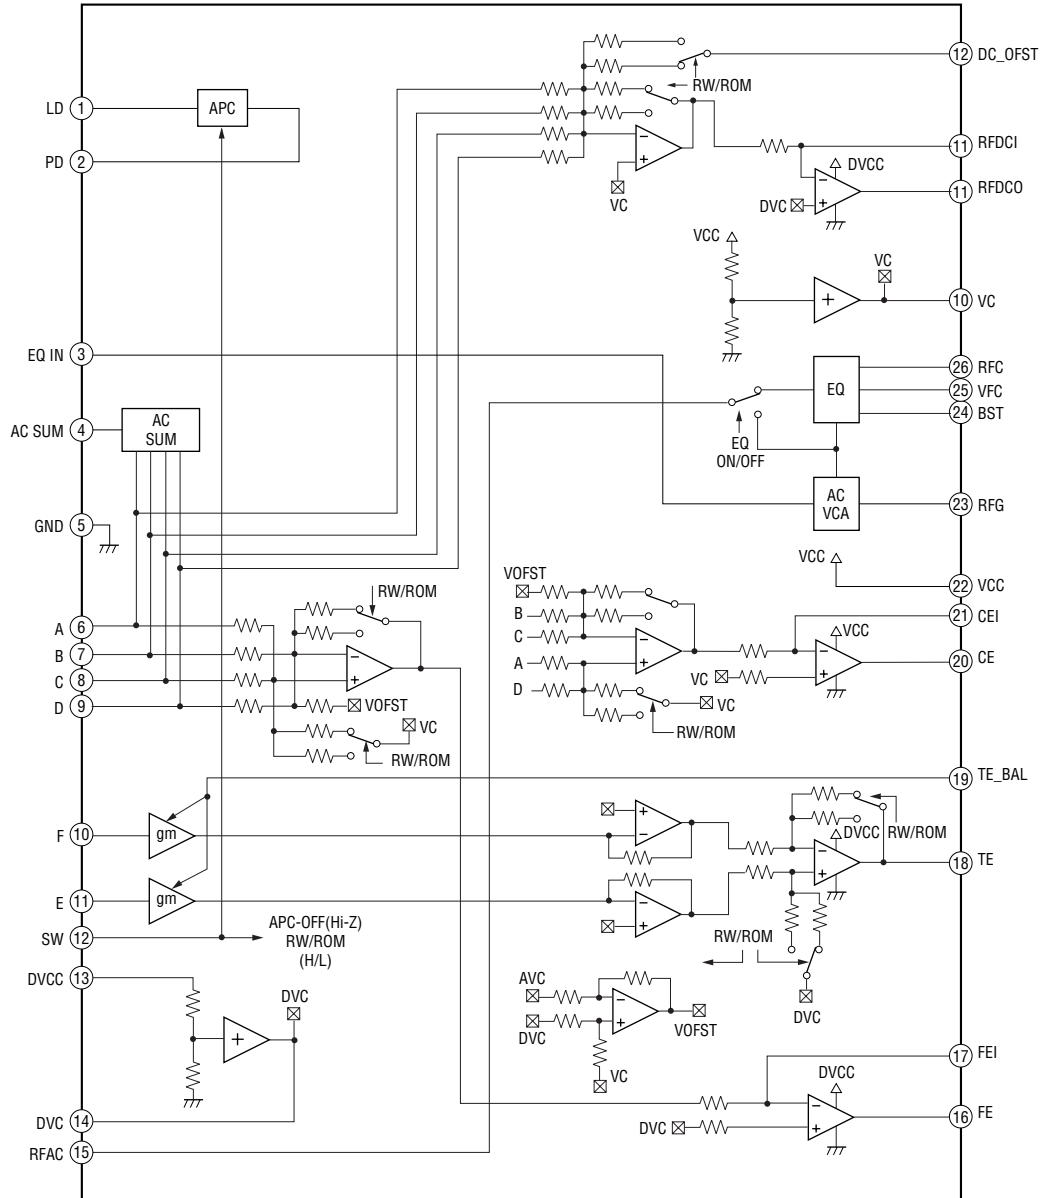 12 DC_OFST
RW/ROM
LD 1
APC
PD 2
VC
11 RFDCI
DVCC
DVC
11 RFDCO
VCC
VC
10 VC
EQ IN 3
EQ
26 RFC
25 VFC
24 BST
AC SUM 4
AC
SUM
EQ
ON/OFF
AC
VCA
23 RFG
GND 5
VCC
22 VCC
VOFST
RW/ROM
21 CEI
A 6
B
B 7
C
VCC
20 CE
C 8
A
VC
D 9
D
VOFST
VC
VC
RW/ROM
RW/ROM
19 TE_BAL
F 10
gm
DVCC
RW/ROM
18 TE
E 11
gm
SW 12
APC-OFF(Hi-Z)
RW/ROM
(H/L)
RW/ROM
DVCC 13
DVC
AVC
DVC
VOFST
DVC
VC
17 FEI
DVCC
DVC 14
DVC
16 FE
RFAC 15